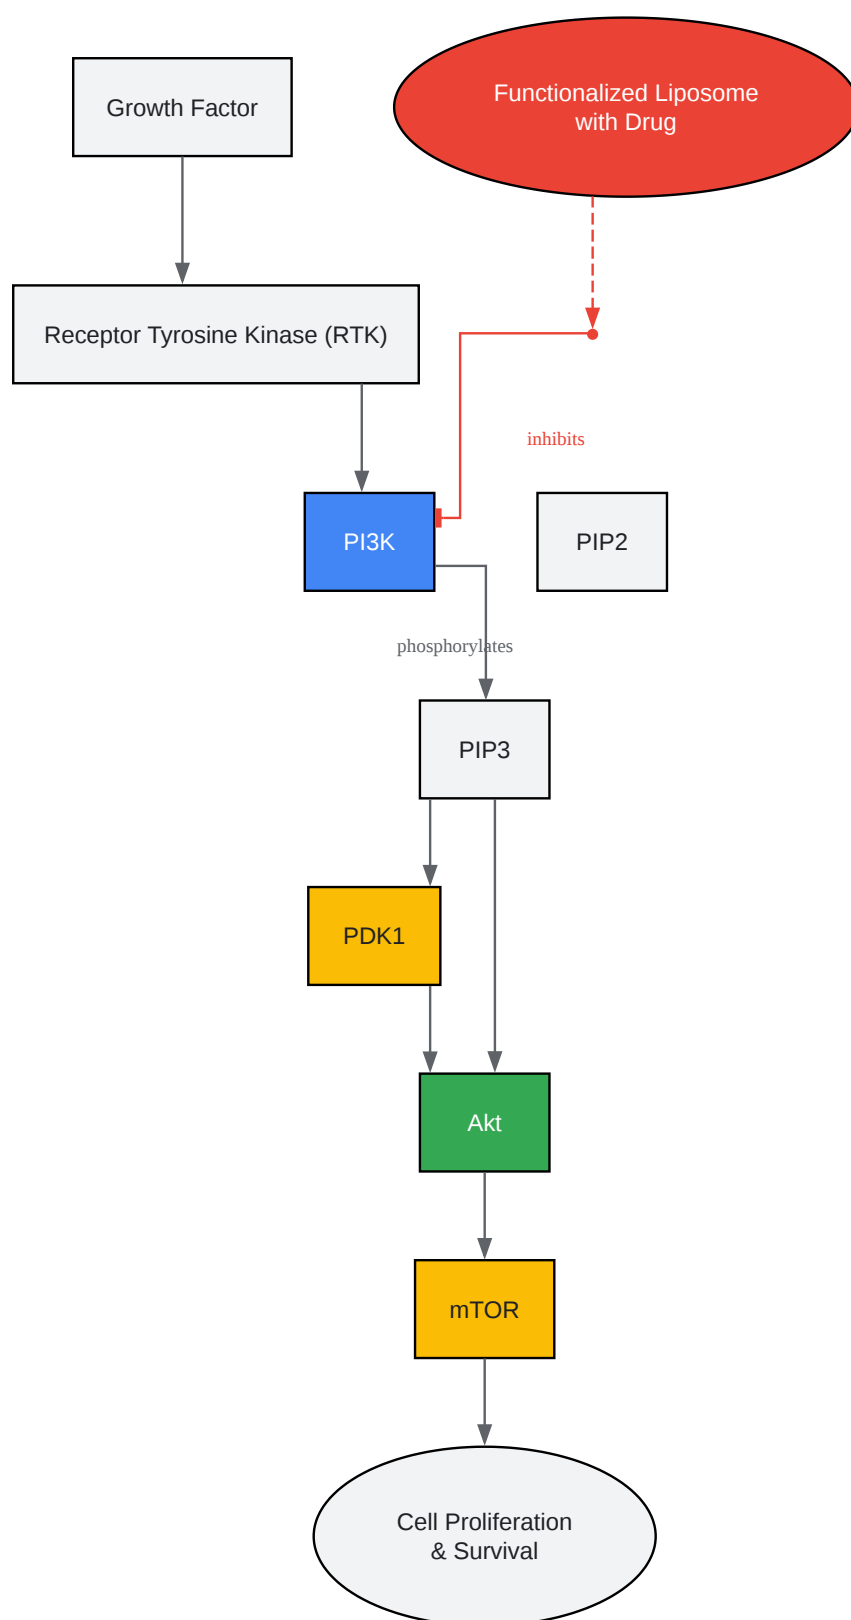 Growth Factor
Functionalized Liposome
with Drug
Receptor Tyrosine Kinase (RTK)
inhibits
PI3K
PIP2
phosphorylates
PIP3
PDK1
Akt
mTOR
Cell Proliferation
& Survival